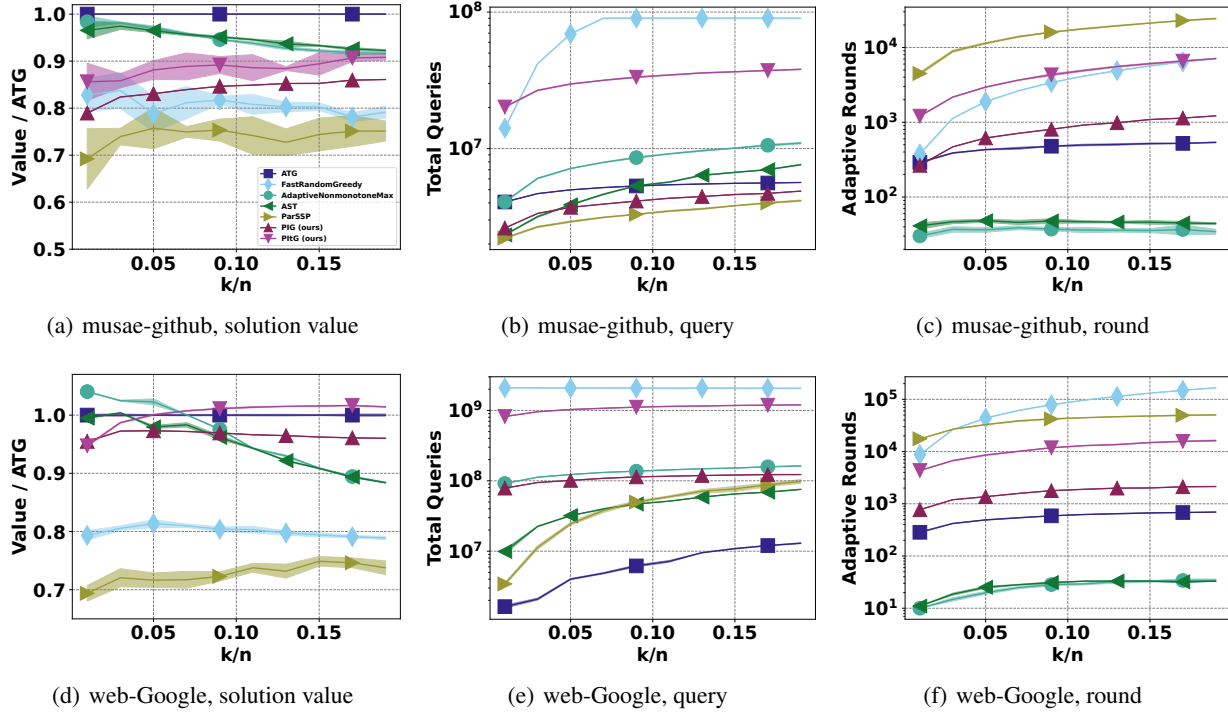 1.0
0.9
0.8
0.7
0.6
0.5
Value / ATG
ATG
FastRandomGreedy
AdaptiveNonmonotoneMax
AST
ParSSP
PIG (ours)
PItG (ours)
0.05 0.10 0.15
k/n
(a) musae-github, solution value
10^8
10^7
Total Queries
0.05 0.10 0.15
k/n
(b) musae-github, query
10^4
10^3
10^2
Adaptive Rounds
0.05 0.10 0.15
k/n
(c) musae-github, round
1.0
0.9
0.8
0.7
Value / ATG
0.05 0.10 0.15
k/n
(d) web-Google, solution value
10^9
10^8
10^7
Total Queries
0.05 0.10 0.15
k/n
(e) web-Google, query
10^5
10^4
10^3
10^2
10^1
Adaptive Rounds
0.05 0.10 0.15
k/n
(f) web-Google, round